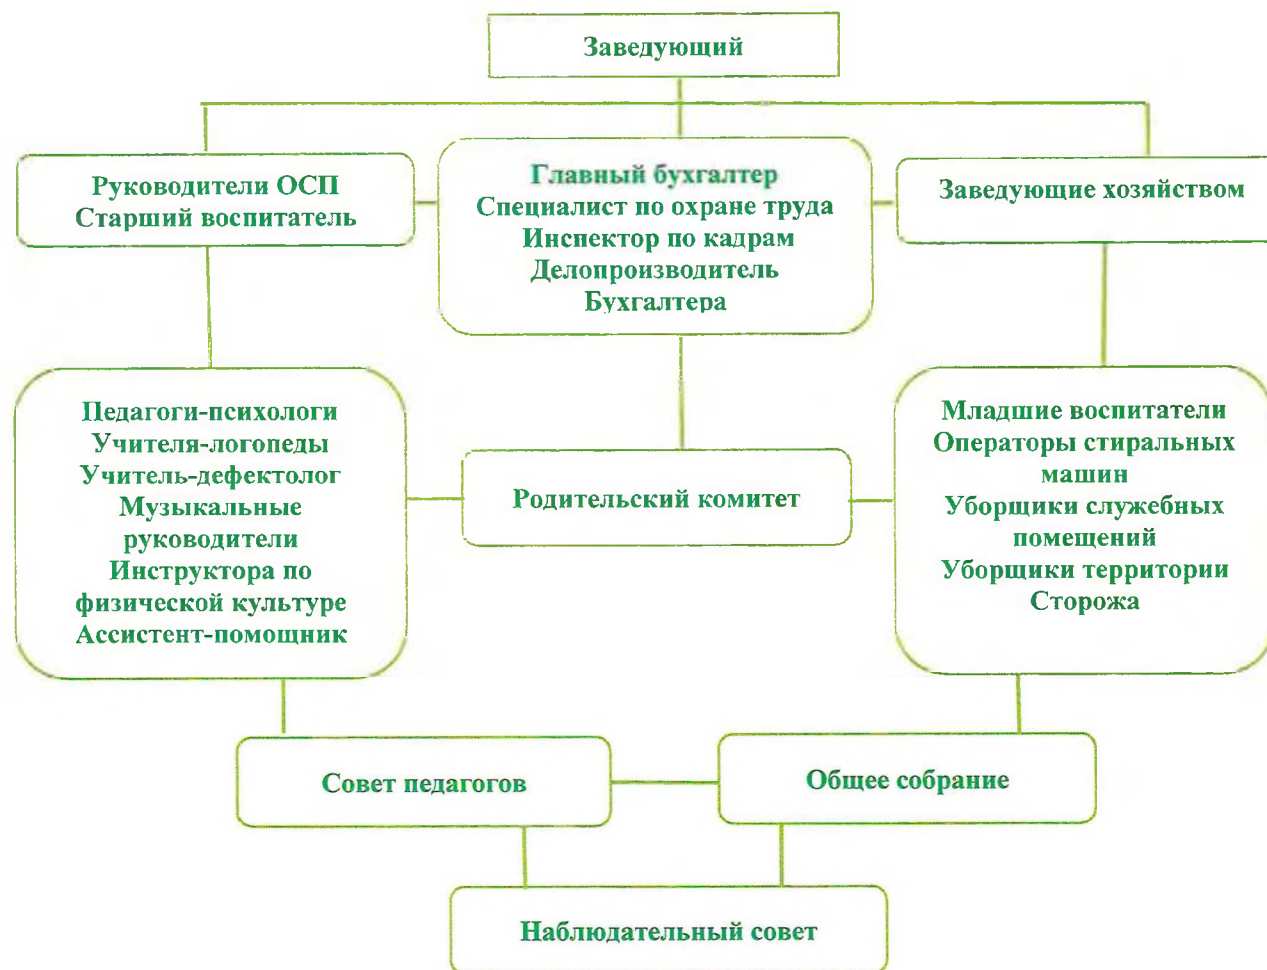 Заведующий
Руководители ОСП
Старший воспитатель
Главный бухгалтер
Специалист по охране труда
Инспектор по кадрам
Делопроизводитель
Бухгалтера
Заведующие хозяйством
Педагоги-психологи
Учителя-логопеды
Учитель-дефектолог
Музыкальные
руководители
Инструктора по
физической культуре
Ассистент-помощник
Родительский комитет
Младшие воспитатели
Операторы стиральных
машин
Уборщики служебных
помещений
Уборщики территории
Сторожа
Совет педагогов
Общее собрание
Наблюдательный совет